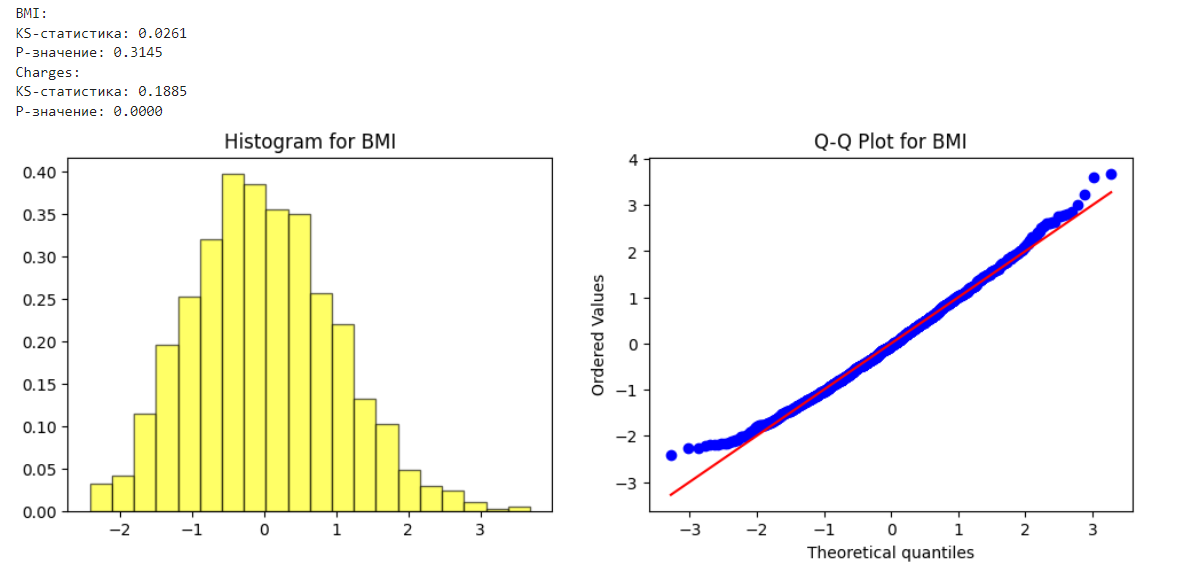 BMI:
KS-статистика: 0.0261
P-значение: 0.3145
Charges:
KS-статистика: 0.1885
P-значение: 0.0000
Histogram for BMI
0.40
0.35
0.30
0.25
0.20
0.15
0.10
0.05
0.00
−2 −1 0 1 2 3
Q-Q Plot for BMI
Ordered Values
4
3
2
1
0
−1
−2
−3
−3 −2 −1 0 1 2 3
Theoretical quantiles